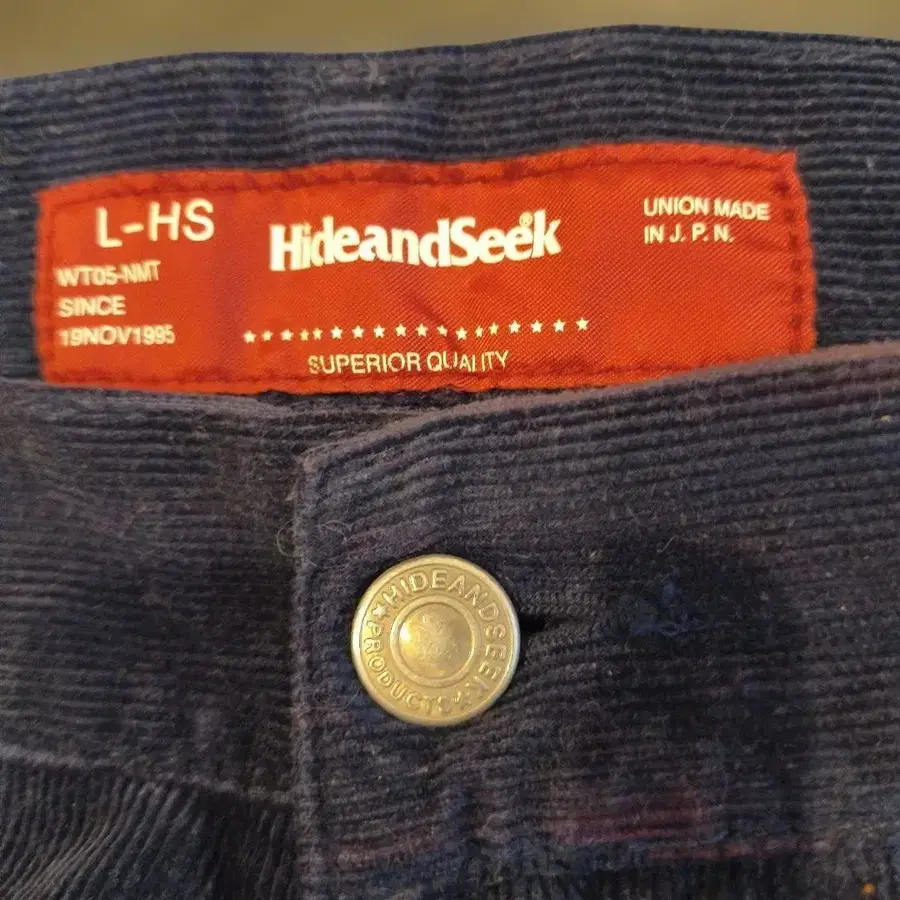 L-HS
WT05-NMT
SINCE
19NOV1995
HideandSeek®
★★★★★★★★★★★★★★★★
SUPERIOR QUALITY
UNION MADE
IN J. P. N.
★HIDEANDSEEK★PRODUCTS